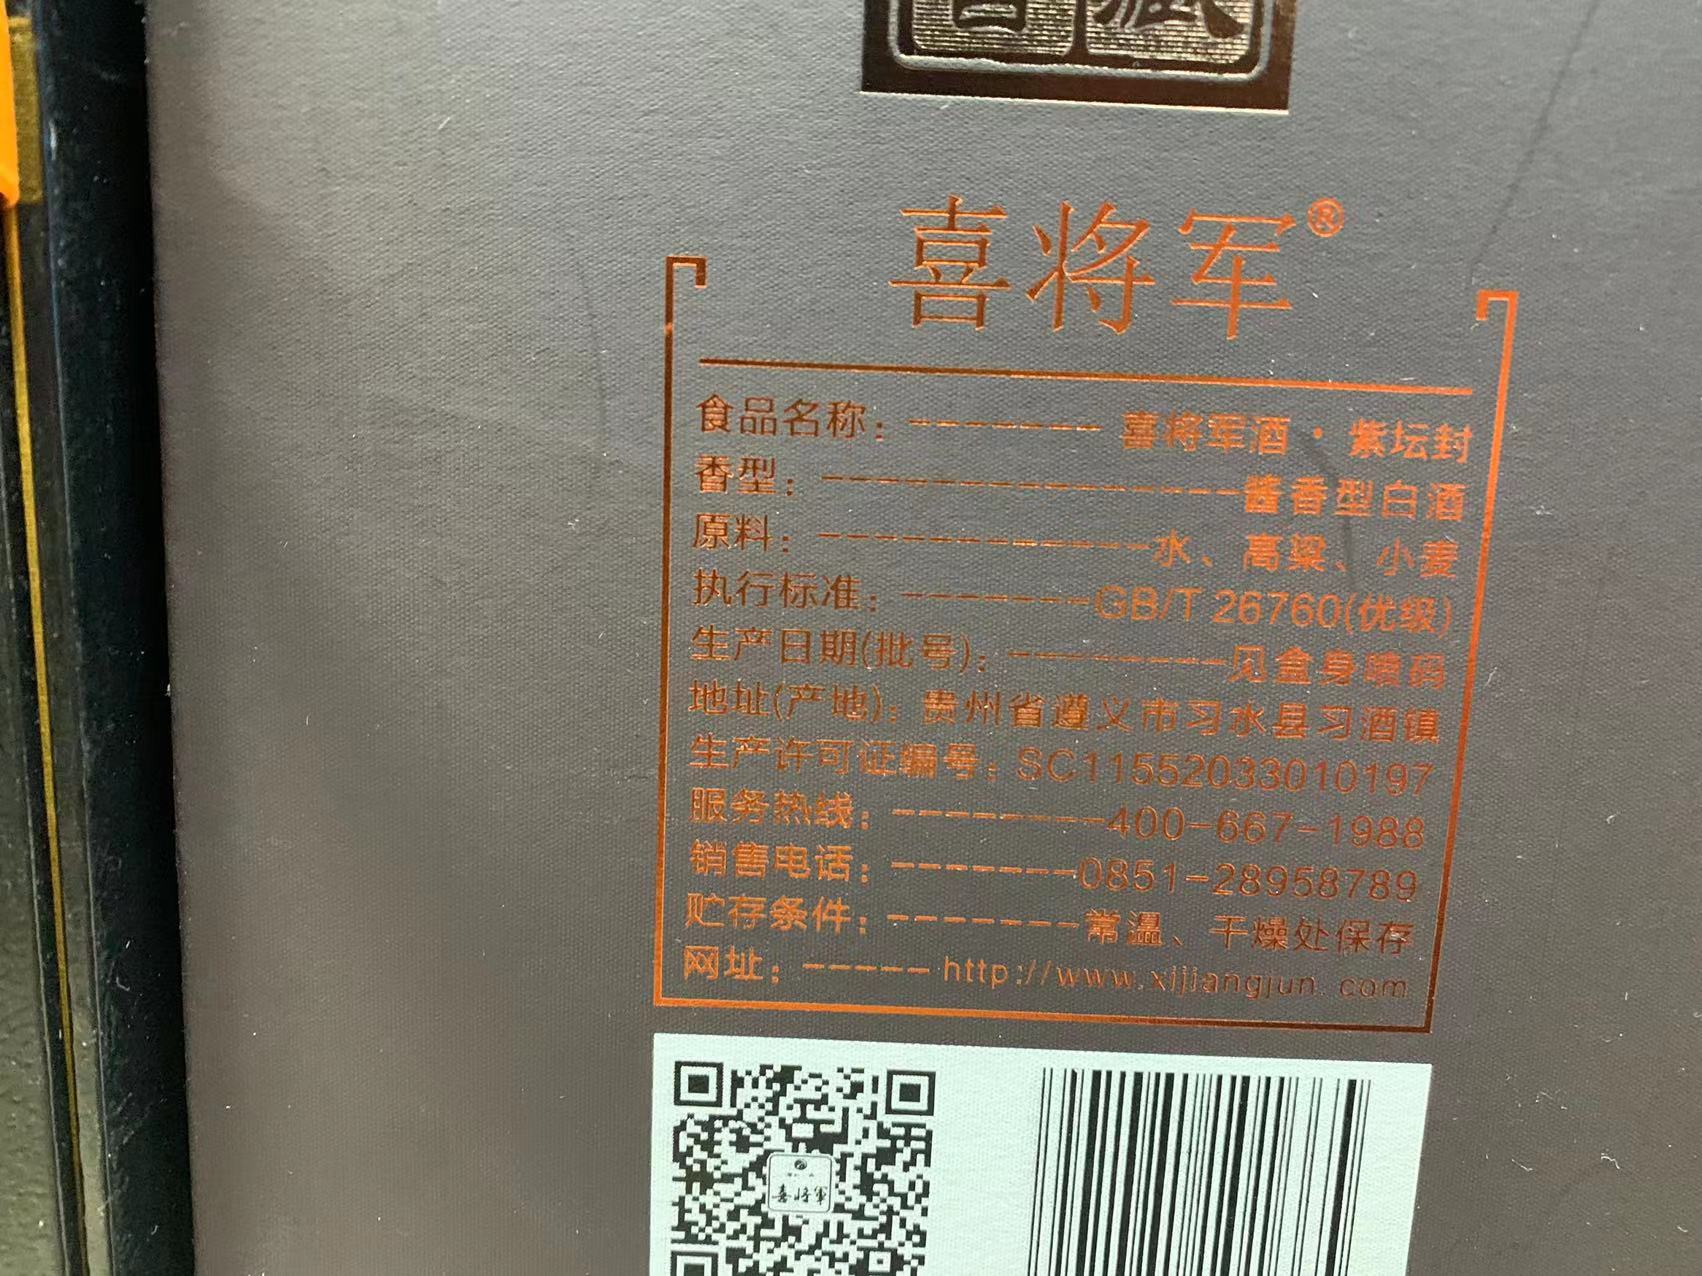 喜将军®
食品名称：--------- 喜将军酒·紫坛封
香型：------------------酱香型白酒
原料：--------------水、高粱、小麦
执行标准：--------GB/T 26760(优级)
生产日期(批号)：---------见盒身喷码
地址(产地)：贵州省遵义市习水县习酒镇
生产许可证编号：SC11552033010197
服务热线：---------400-667-1988
销售电话：--------0851-28958789
贮存条件：--------常温、干燥处保存
网址：----- http://www.xijiangjun.com
喜将军